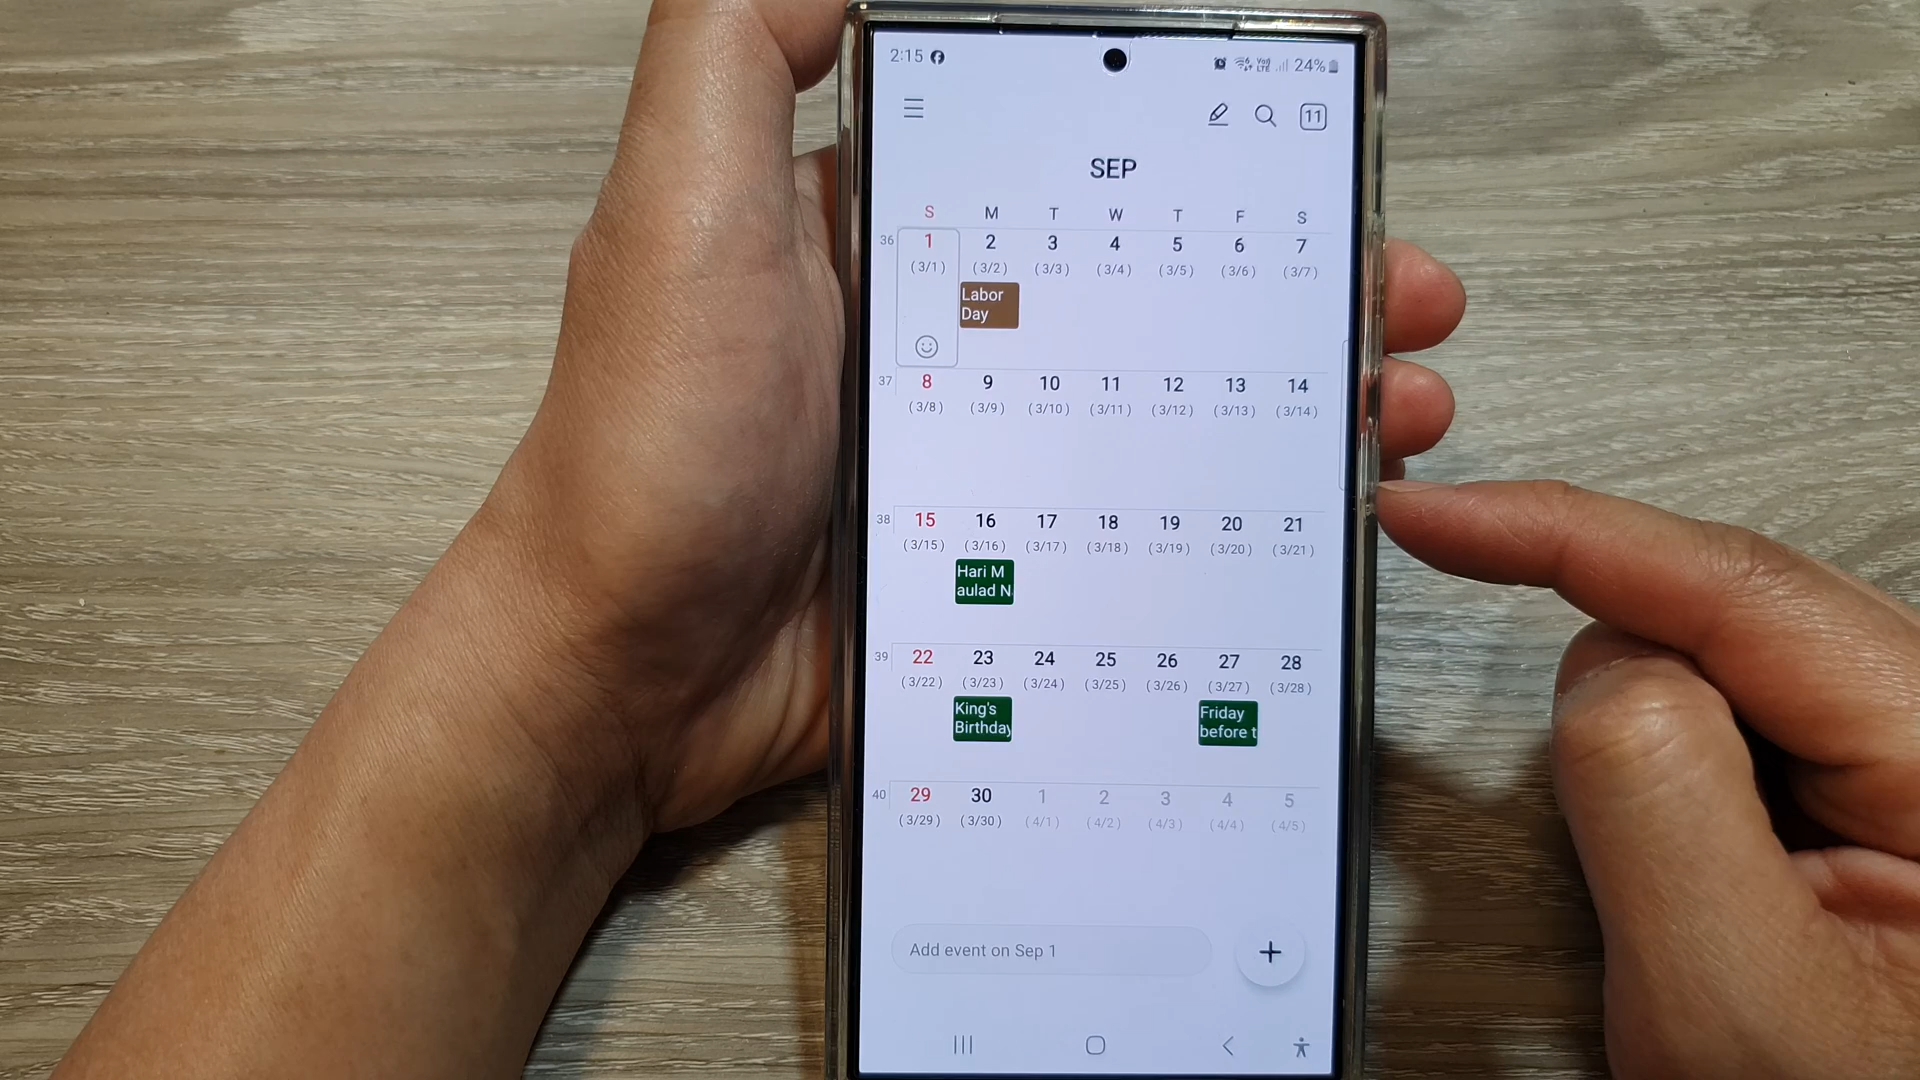 2:15 24%
11
SEP
S M T W T F S
36 1 2 3 4 5 6 7
(3/1) (3/2) (3/3) (3/4) (3/5) (3/6) (3/7)
Labor
Day
37 8 9 10 11 12 13 14
(3/8) (3/9) (3/10) (3/11) (3/12) (3/13) (3/14)
38 15 16 17 18 19 20 21
(3/15) (3/16) (3/17) (3/18) (3/19) (3/20) (3/21)
Hari M
aulad N
39 22 23 24 25 26 27 28
(3/22) (3/23) (3/24) (3/25) (3/26) (3/27) (3/28)
King's Friday
Birthday before t
40 29 30 1 2 3 4 5
(3/29) (3/30) (4/1) (4/2) (4/3) (4/4) (4/5)
Add event on Sep 1